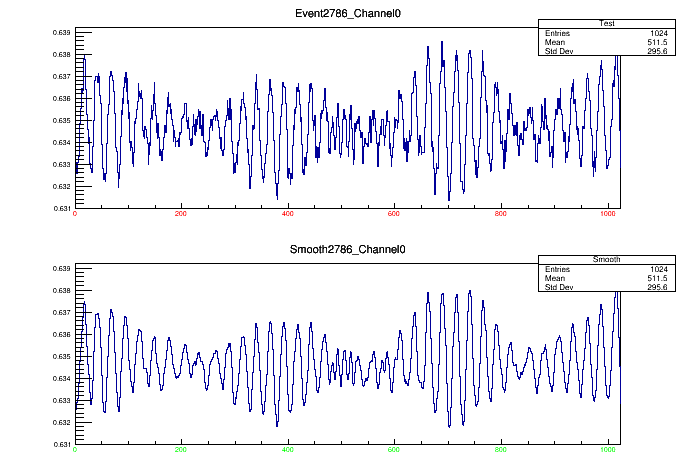 Event2786_Channel0
Test
Entries 1024
Mean 511.5
Std Dev 295.6
0.639
0.638
0.637
0.636
0.635
0.634
0.633
0.632
0.631
0 200 400 600 800 1000
Smooth2786_Channel0
Smooth
Entries 1024
Mean 511.5
Std Dev 295.6
0.639
0.638
0.637
0.636
0.635
0.634
0.633
0.632
0.631
0 200 400 600 800 1000